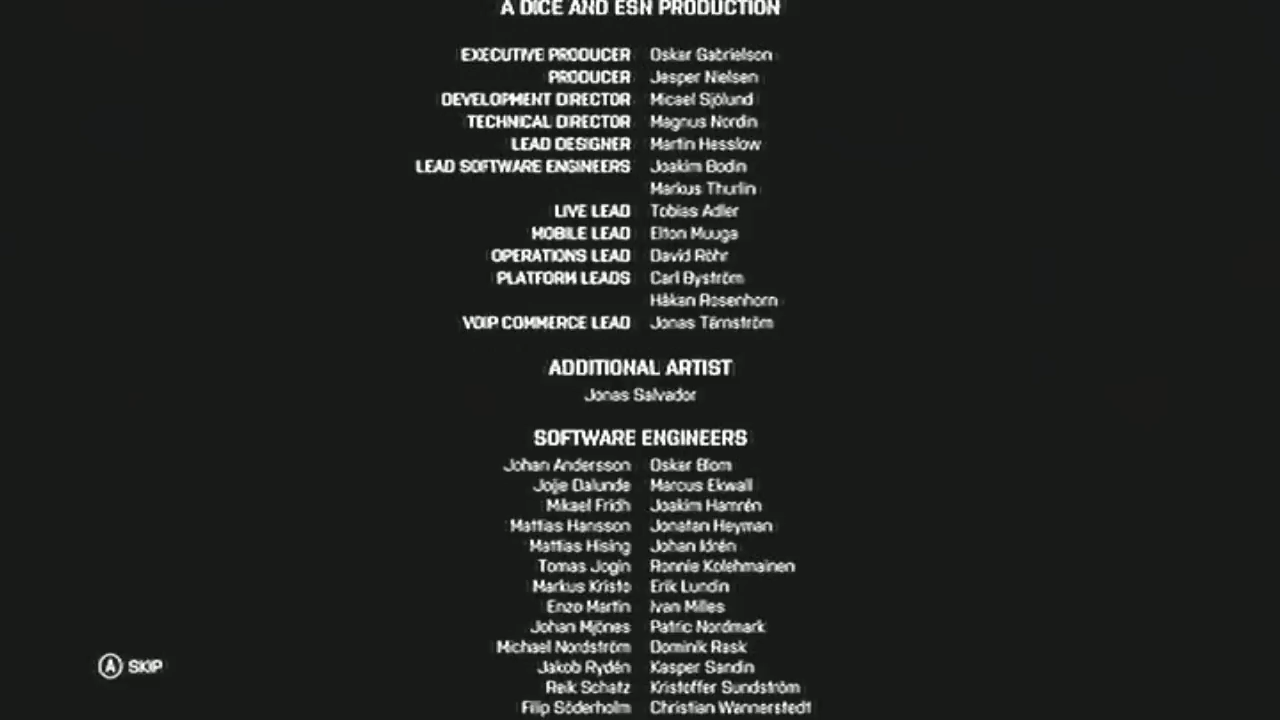 A DICE AND ESN PRODUCTION
EXECUTIVE PRODUCER Oskar Gabrielson
PRODUCER Jesper Nielsen
DEVELOPMENT DIRECTOR Micael Sjölund
TECHNICAL DIRECTOR Magnus Nordin
LEAD DESIGNER Martin Hesslow
LEAD SOFTWARE ENGINEERS Joakim Bodin
Markus Thurlin
LIVE LEAD Tobias Adler
MOBILE LEAD Elton Muuga
OPERATIONS LEAD David Röhr
PLATFORM LEADS Carl Byström
Håkan Rosenhorn
VOIP COMMERCE LEAD Jonas Tärnström
ADDITIONAL ARTIST
Jonas Salvador
SOFTWARE ENGINEERS
Johan Andersson Oskar Blom
Jojje Dalunde Marcus Ekwall
Mikael Fridh Joakim Hamrén
Mattias Hansson Jonatan Heyman
Mattias Hising Johan Idrén
Tomas Jogin Ronnie Kolehmainen
Markus Kristo Erik Lundin
Enzo Martin Ivan Milles
Johan Mjönes Patric Nordmark
Michael Nordström Dominik Rask
Jakob Rydén Kasper Sandin
Reik Schatz Kristoffer Sundström
Filip Söderholm Christian Wannerstedt
A SKIP